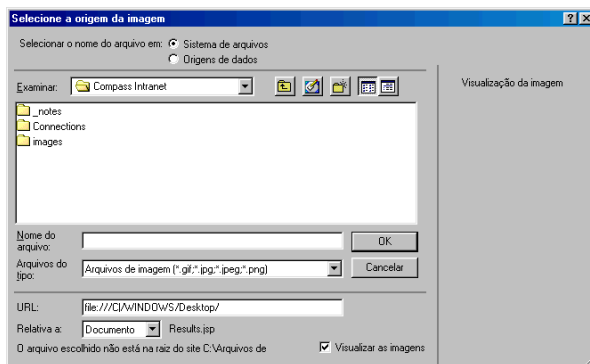 Selecione a origem da imagem
Selecionar o nome do arquivo em: Sistema de arquivos
Origens de dados
Examinar: Compass Intranet
Visualização da imagem
_notes
Connections
images
Nome do arquivo:
OK
Arquivos do tipo: Arquivos de imagem (*.gif;*.jpg;*.jpeg;*.png)
Cancelar
URL: file:///C|/WINDOWS/Desktop/
Relativa a: Documento Results.jsp
O arquivo escolhido não está na raiz do site C:\Arquivos de
Visualizar as imagens